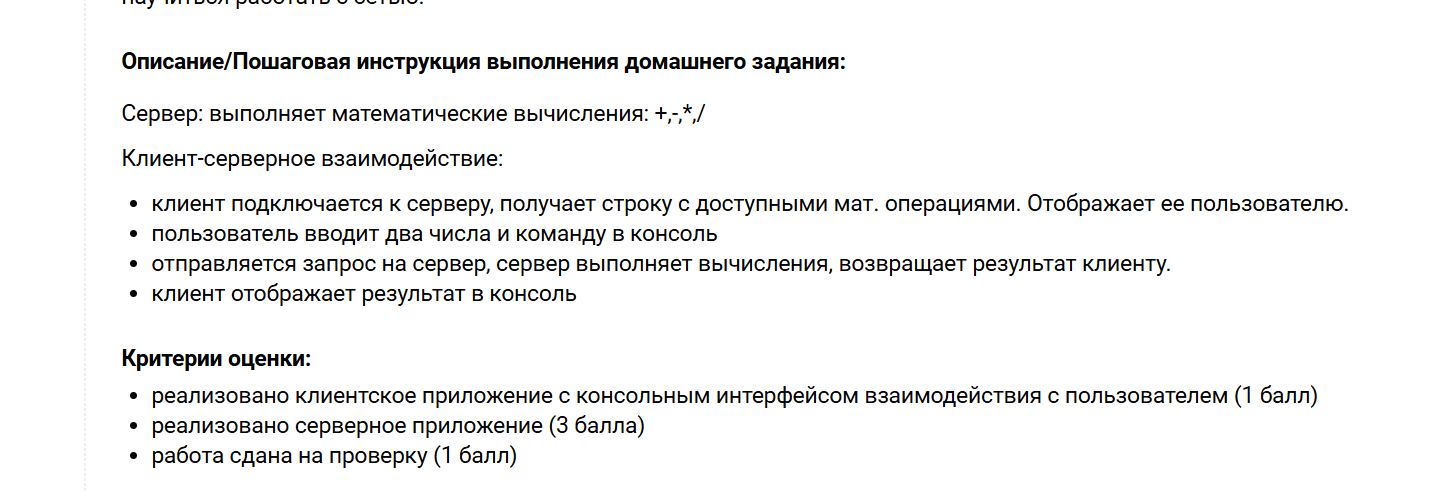 научиться работать с сетью.
Описание/Пошаговая инструкция выполнения домашнего задания:
Сервер: выполняет математические вычисления: +,-,*,/
Клиент-серверное взаимодействие:
• клиент подключается к серверу, получает строку с доступными мат. операциями. Отображает ее пользователю.
• пользователь вводит два числа и команду в консоль
• отправляется запрос на сервер, сервер выполняет вычисления, возвращает результат клиенту.
• клиент отображает результат в консоль
Критерии оценки:
• реализовано клиентское приложение с консольным интерфейсом взаимодействия с пользователем (1 балл)
• реализовано серверное приложение (3 балла)
• работа сдана на проверку (1 балл)